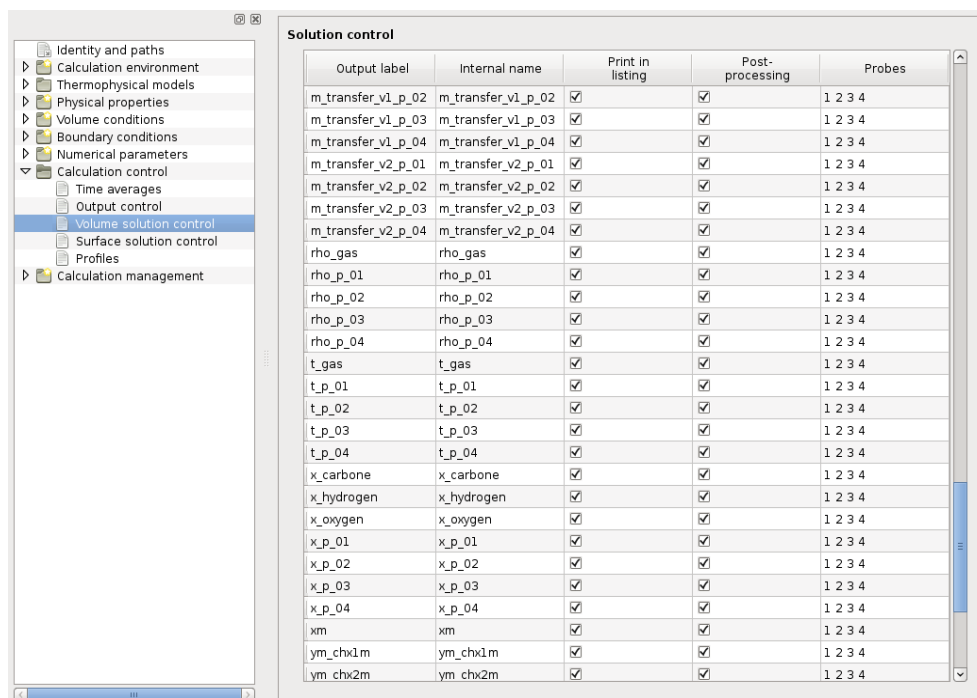 Identity and paths
Calculation environment
Thermophysical models
Physical properties
Volume conditions
Boundary conditions
Numerical parameters
Calculation control
Time averages
Output control
Volume solution control
Surface solution control
Profiles
Calculation management
Solution control
Output label Internal name Print in listing Post-processing Probes
m_transfer_v1_p_02 m_transfer_v1_p_02 1 2 3 4
m_transfer_v1_p_03 m_transfer_v1_p_03 1 2 3 4
m_transfer_v1_p_04 m_transfer_v1_p_04 1 2 3 4
m_transfer_v2_p_01 m_transfer_v2_p_01 1 2 3 4
m_transfer_v2_p_02 m_transfer_v2_p_02 1 2 3 4
m_transfer_v2_p_03 m_transfer_v2_p_03 1 2 3 4
m_transfer_v2_p_04 m_transfer_v2_p_04 1 2 3 4
rho_gas rho_gas 1 2 3 4
rho_p_01 rho_p_01 1 2 3 4
rho_p_02 rho_p_02 1 2 3 4
rho_p_03 rho_p_03 1 2 3 4
rho_p_04 rho_p_04 1 2 3 4
t_gas t_gas 1 2 3 4
t_p_01 t_p_01 1 2 3 4
t_p_02 t_p_02 1 2 3 4
t_p_03 t_p_03 1 2 3 4
t_p_04 t_p_04 1 2 3 4
x_carbone x_carbone 1 2 3 4
x_hydrogen x_hydrogen 1 2 3 4
x_oxygen x_oxygen 1 2 3 4
x_p_01 x_p_01 1 2 3 4
x_p_02 x_p_02 1 2 3 4
x_p_03 x_p_03 1 2 3 4
x_p_04 x_p_04 1 2 3 4
xm xm 1 2 3 4
ym_chx1m ym_chx1m 1 2 3 4
ym_chx2m ym_chx2m 1 2 3 4